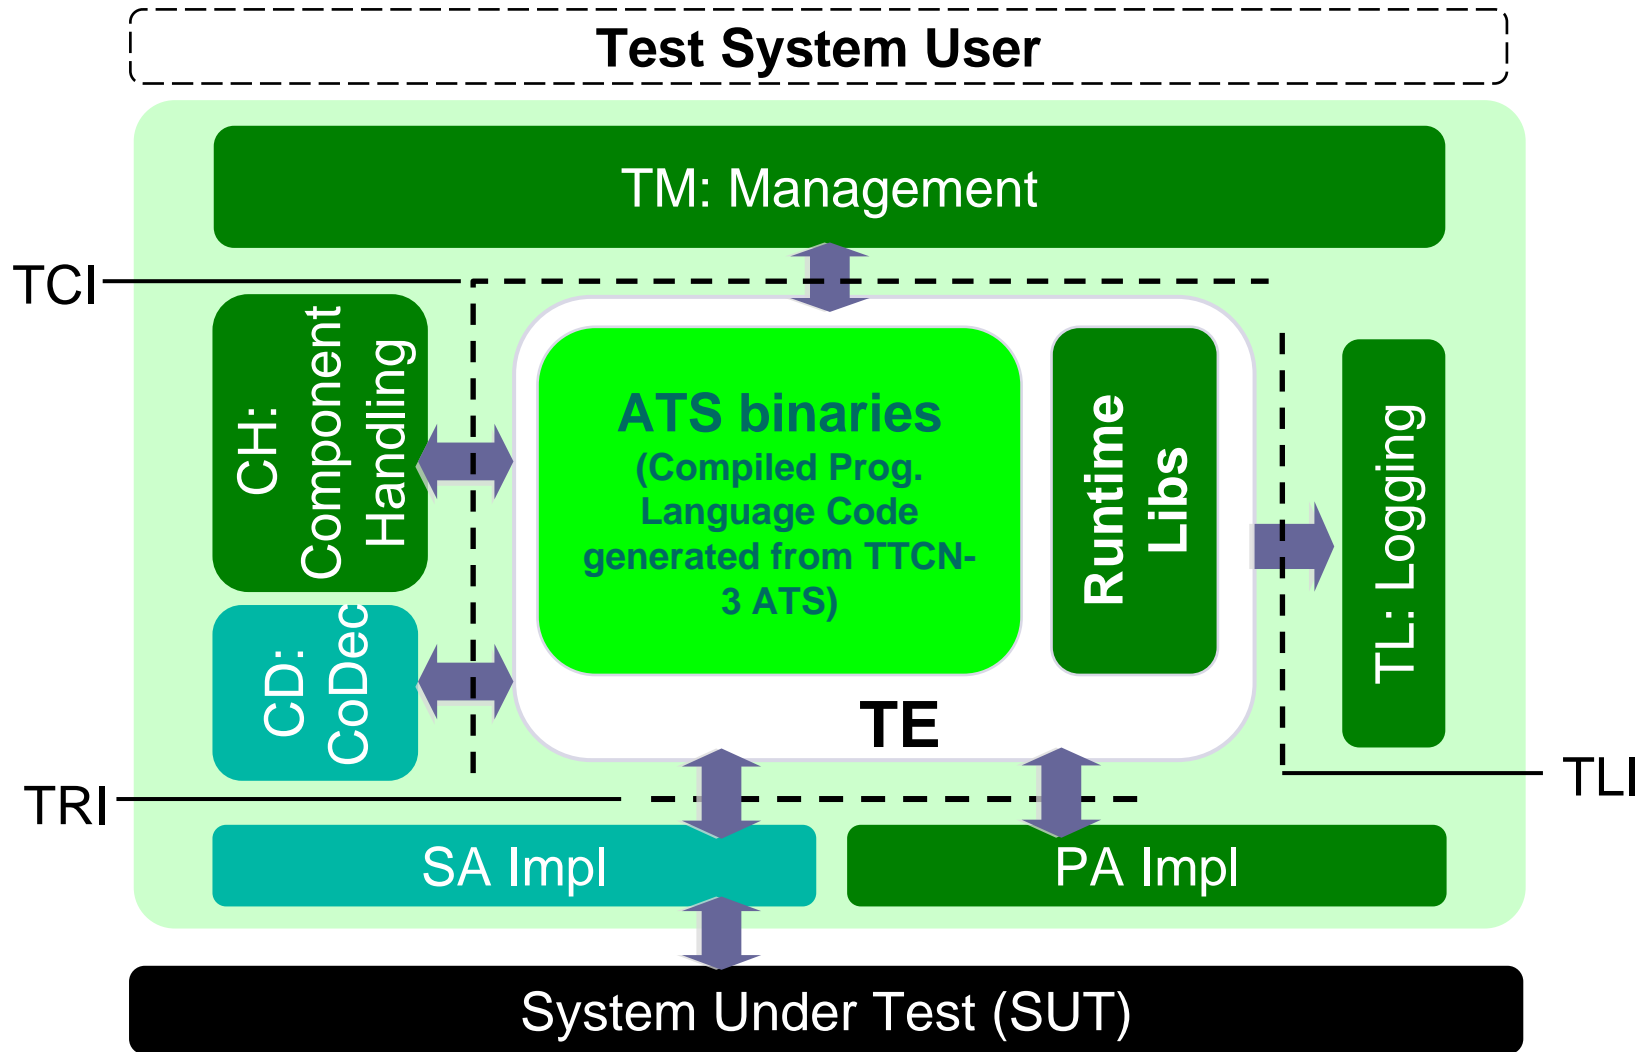 Test System User
TM: Management
TCI
CH:
Component
Handling
ATS binaries
(Compiled Prog.
Language Code
generated from TTCN-
3 ATS)
Runtime
Libs
TL: Logging
CD:
CoDec
TE
TRI
TLI
SA Impl
PA Impl
System Under Test (SUT)